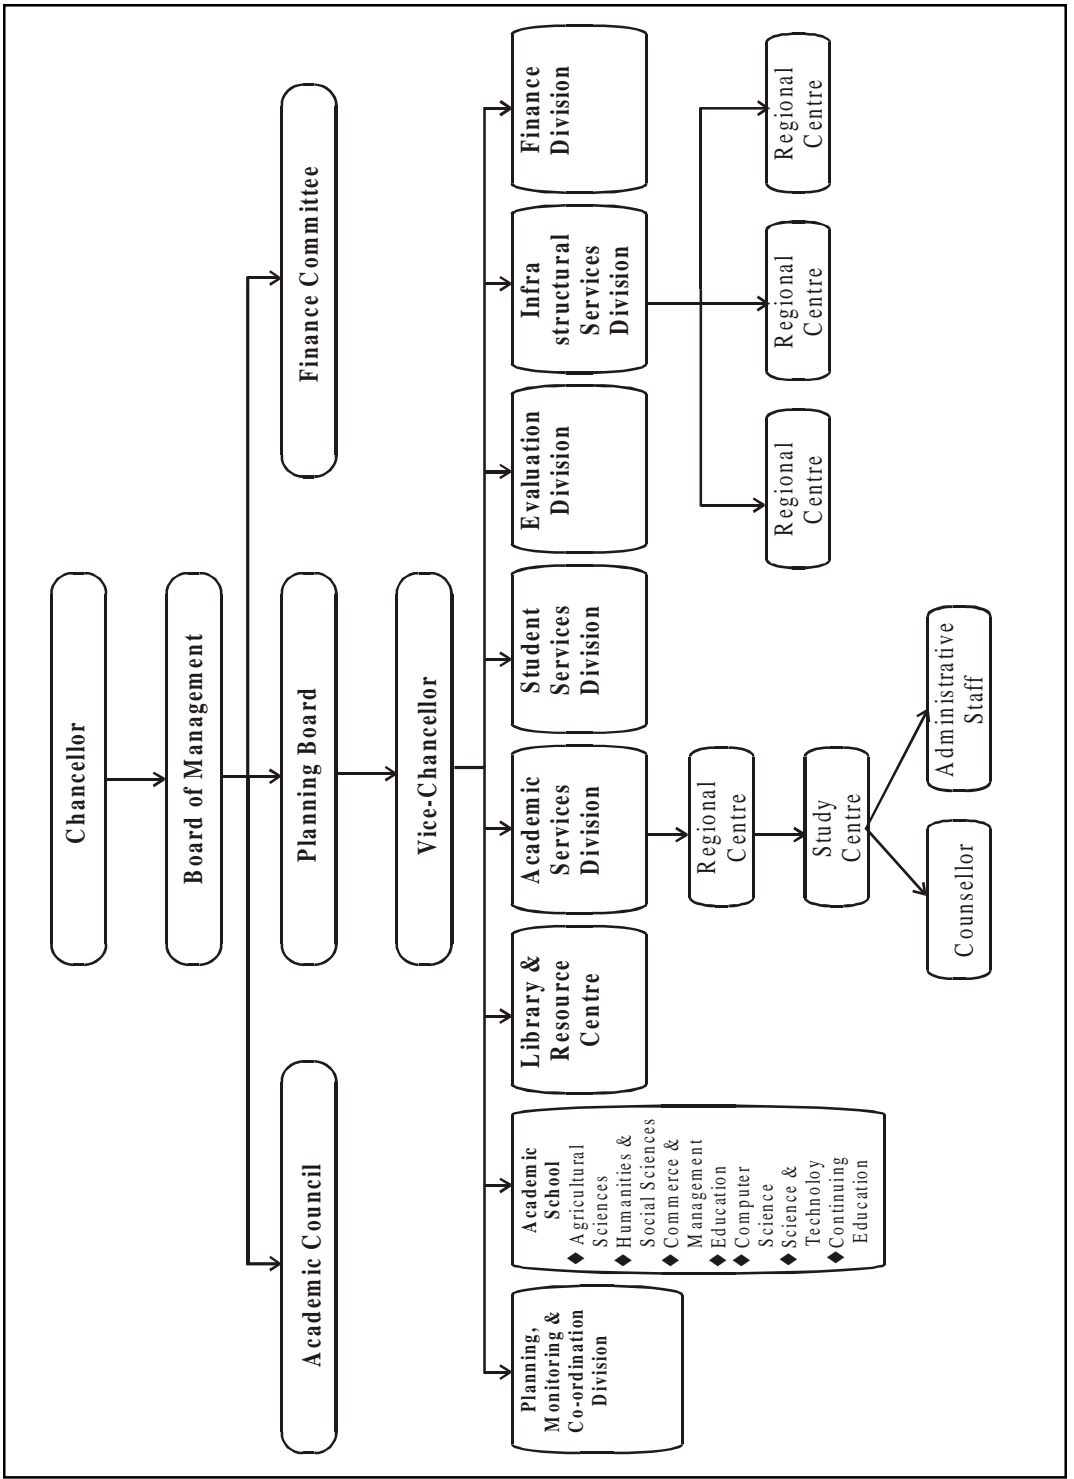 Chancellor
Board of Management
Academic Council
Planning Board
Finance Committee
Vice-Chancellor
Planning,
Monitoring &
Co-ordination
Division
Academic
School
◆ Agricultural
Sciences
◆ Humanities &
Social Sciences
◆ Commerce &
Management
◆ Education
◆ Computer
Science
◆ Science &
Technoloy
◆ Continuing
Education
Library &
Resource
Centre
Academic
Services
Division
Student
Services
Division
Evaluation
Division
Infra
structural
Services
Division
Finance
Division
Regional
Centre
Study
Centre
Counsellor
Administrative
Staff
Regional
Centre
Regional
Centre
Regional
Centre